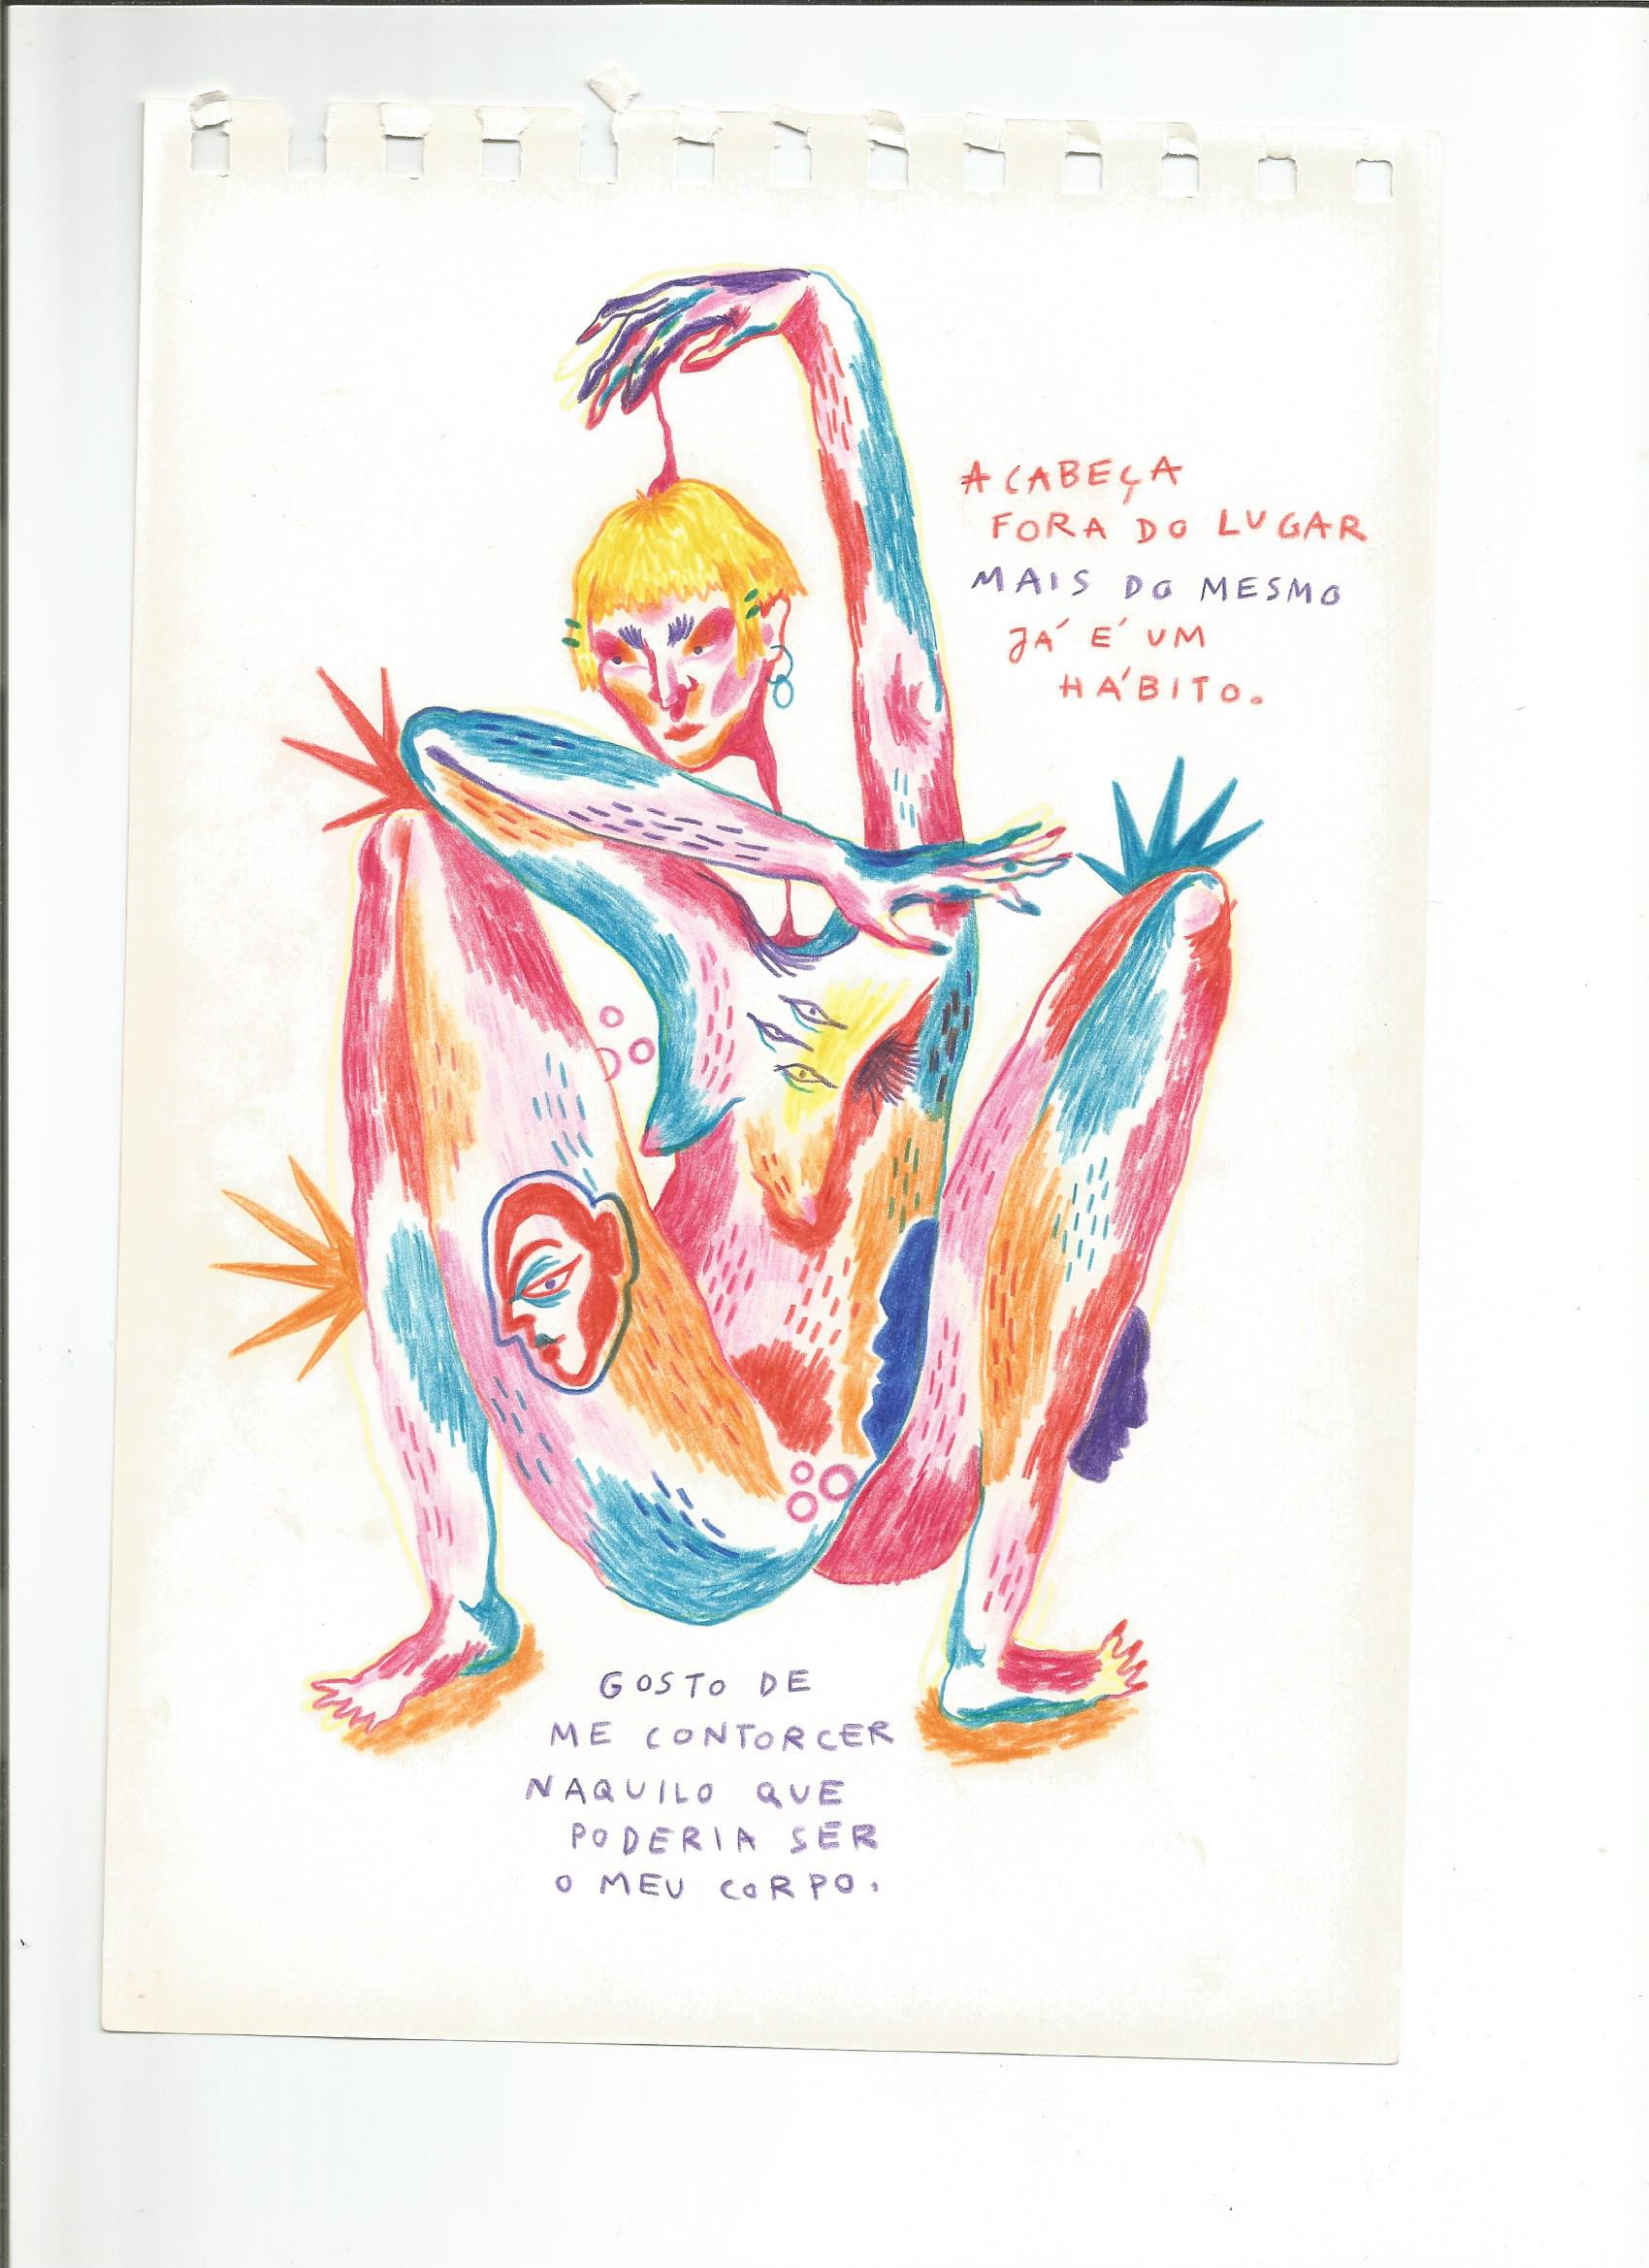 A CABEÇA
FORA DO LUGAR
MAIS DO MESMO
JÁ É UM
HÁBITO.
GOSTO DE
ME CONTORCER
NAQUILO QUE
PODERIA SER
O MEU CORPO.